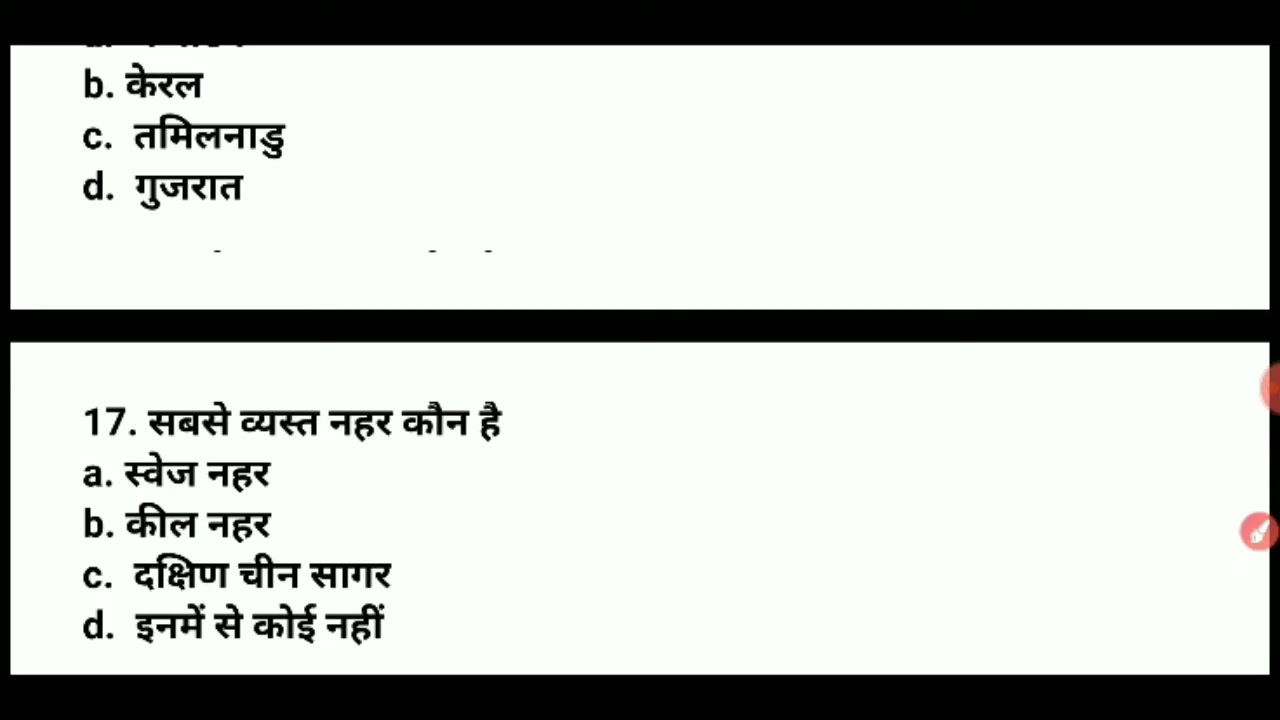 b. केरल
c. तमिलनाडु
d. गुजरात
17. सबसे व्यस्त नहर कौन है
a. स्वेज नहर
b. कील नहर
c. दक्षिण चीन सागर
d. इनमें से कोई नहीं